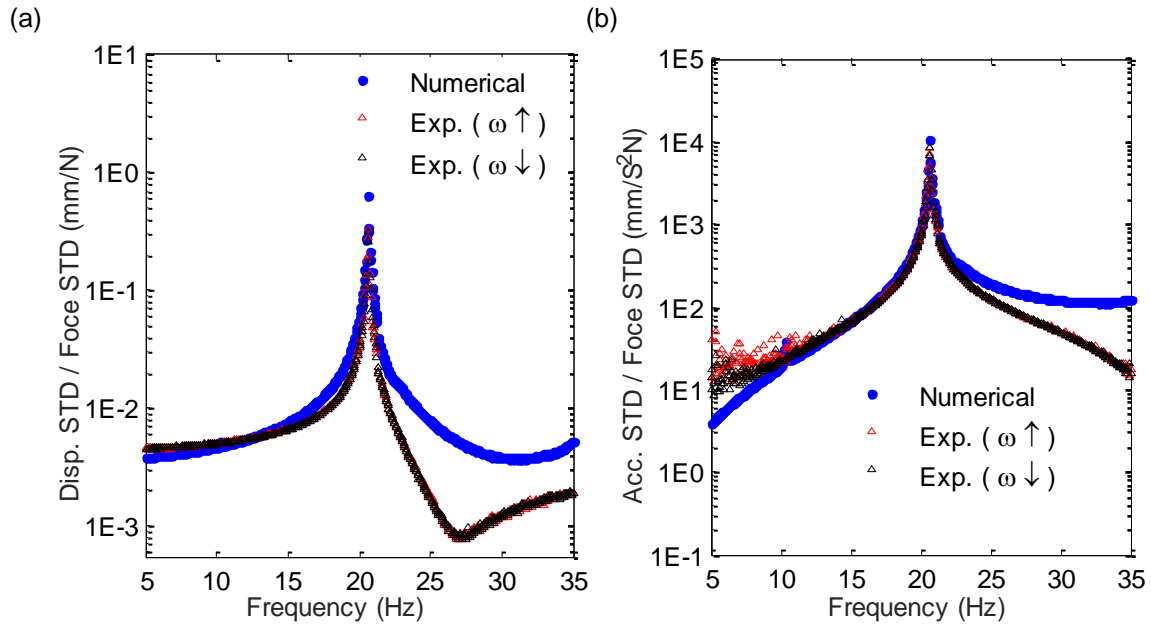 (a)
1E1
1E0
1E-1
1E-2
1E-3
Disp. STD / Foce STD (mm/N)
Numerical
Exp. ( ω ↑ )
Exp. ( ω ↓ )
5 10 15 20 25 30 35
Frequency (Hz)
(b)
1E5
1E4
1E3
1E2
1E1
1E0
1E-1
Acc. STD / Foce STD (mm/S²N)
Numerical
Exp. ( ω ↑ )
Exp. ( ω ↓ )
5 10 15 20 25 30 35
Frequency (Hz)